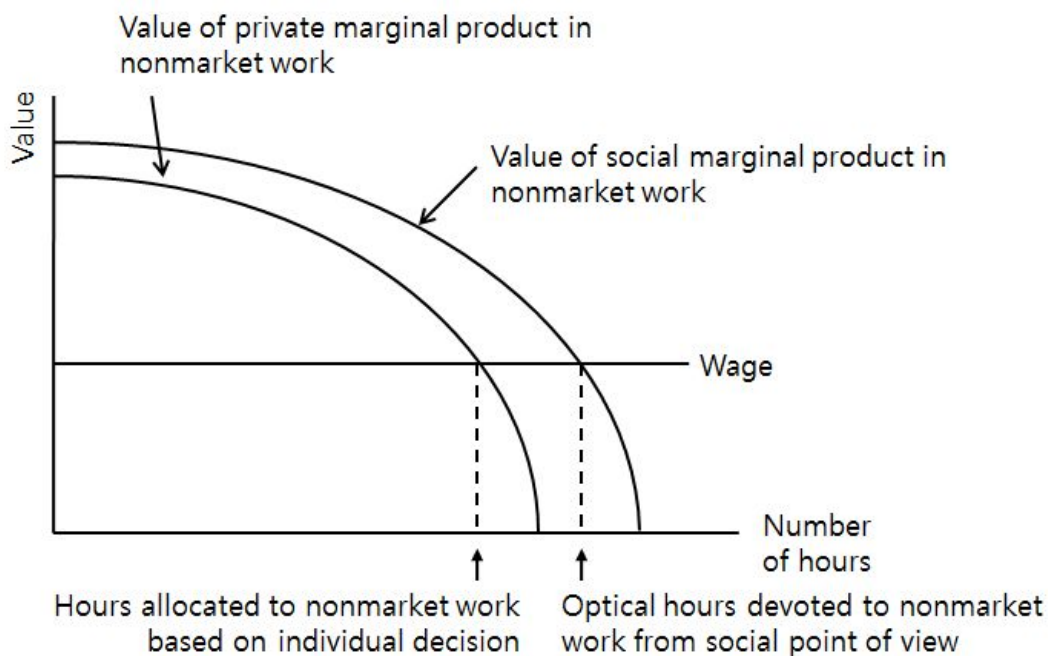 Value of private marginal product in
nonmarket work
Value
Value of social marginal product in
nonmarket work
Wage
Number
of hours
Hours allocated to nonmarket work
based on individual decision
Optical hours devoted to nonmarket
work from social point of view